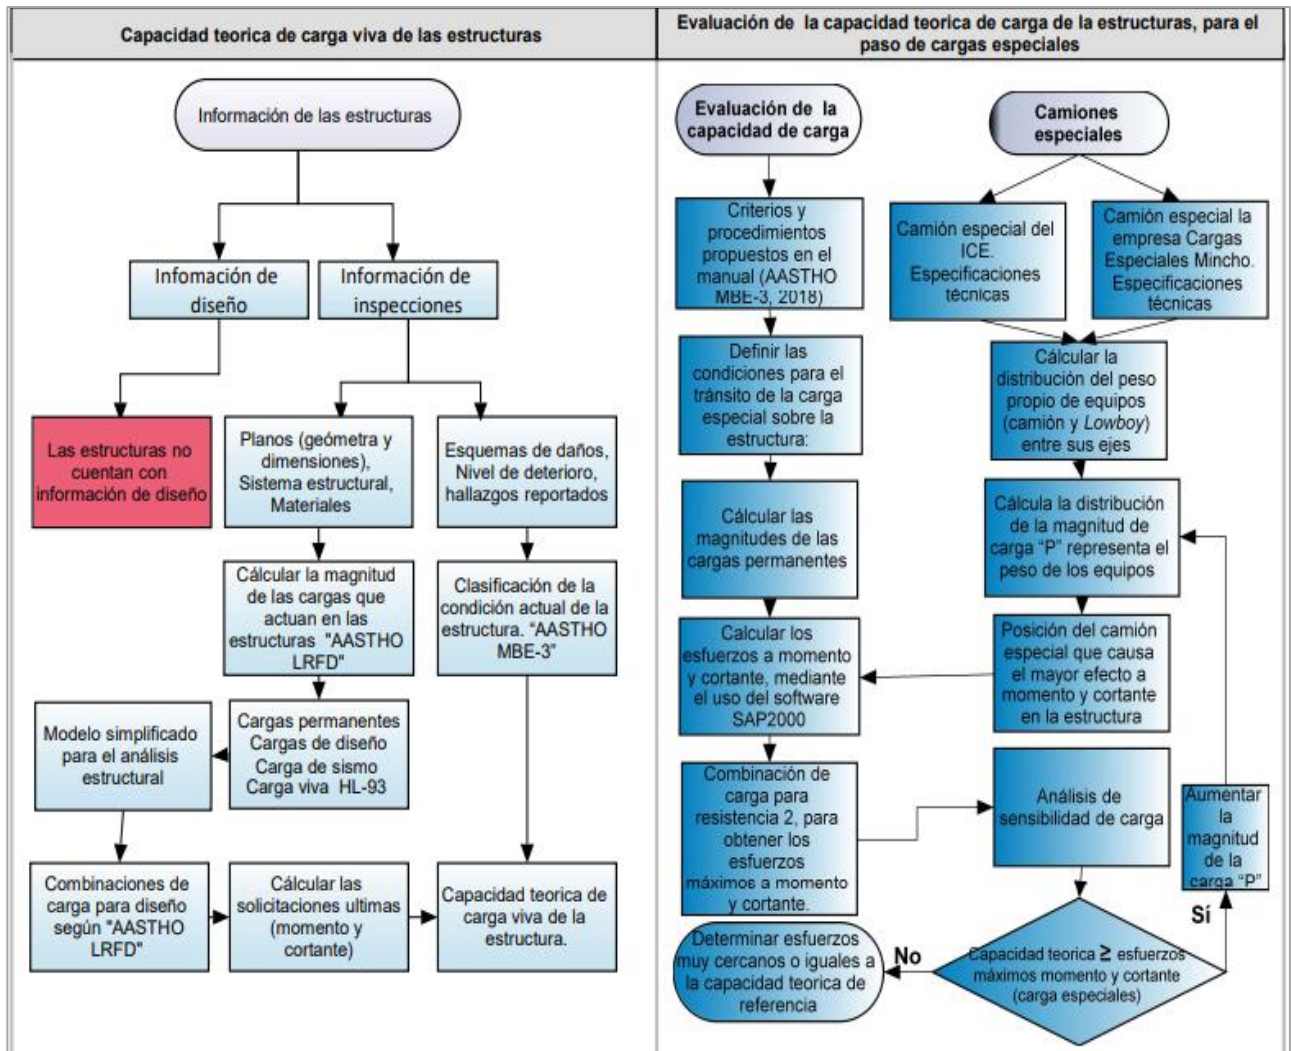 Capacidad teorica de carga viva de las estructuras
Información de las estructuras
Infomación de
diseño
Información de
inspecciones
Las estructuras no
cuentan con
información de diseño
Planos (geómetra y
dimensiones),
Sistema estructural,
Materiales
Esquemas de daños,
Nivel de deterioro,
hallazgos reportados
Cálcular la magnitud
de las cargas que
actuan en las
estructuras "AASTHO
LRFD"
Clasificación de la
condición actual de la
estructura. "AASTHO
MBE-3"
Modelo simplificado
para el análisis
estructural
Cargas permanentes
Cargas de diseño
Carga de sismo
Carga viva HL-93
Combinaciones de
carga para diseño
según "AASTHO
LRFD"
Cálcular las
solicitaciones ultimas
(momento y
cortante)
Capacidad teorica de
carga viva de la
estructura.
Evaluación de la capacidad teorica de carga de la estructuras, para el
paso de cargas especiales
Evaluación de la
capacidad de carga
Camiones
especiales
Criterios y
procedimientos
propuestos en el
manual (AASTHO
MBE-3, 2018)
Camión especial del
ICE.
Especificaciones
técnicas
Camión especial la
empresa Cargas
Especiales Mincho.
Especificaciones
técnicas
Definir las
condiciones para el
tránsito de la carga
especial sobre la
estructura:
Cálcular la
distribución del peso
propio de equipos
(camión y Lowboy)
entre sus ejes
Cálcular las
magnitudes de las
cargas permanentes
Cálcula la distribución
de la magnitud de
carga "P" representa el
peso de los equipos
Calcular los
esfuerzos a momento
y cortante, mediante
el uso del software
SAP2000
Posición del camión
especial que causa
el mayor efecto a
momento y cortante
en la estructura
Combinación de
carga para
resistencia 2, para
obtener los
esfuerzos
máximos a momento
y cortante.
Análisis de
sensibilidad de carga
Aumentar
la
magnitud
de la
carga "P"
Sí
Capacidad teorica ≥ esfuerzos
máximos momento y cortante
(carga especiales)
No
Determinar esfuerzos
muy cercanos o iguales a
la capacidad teorica de
referencia